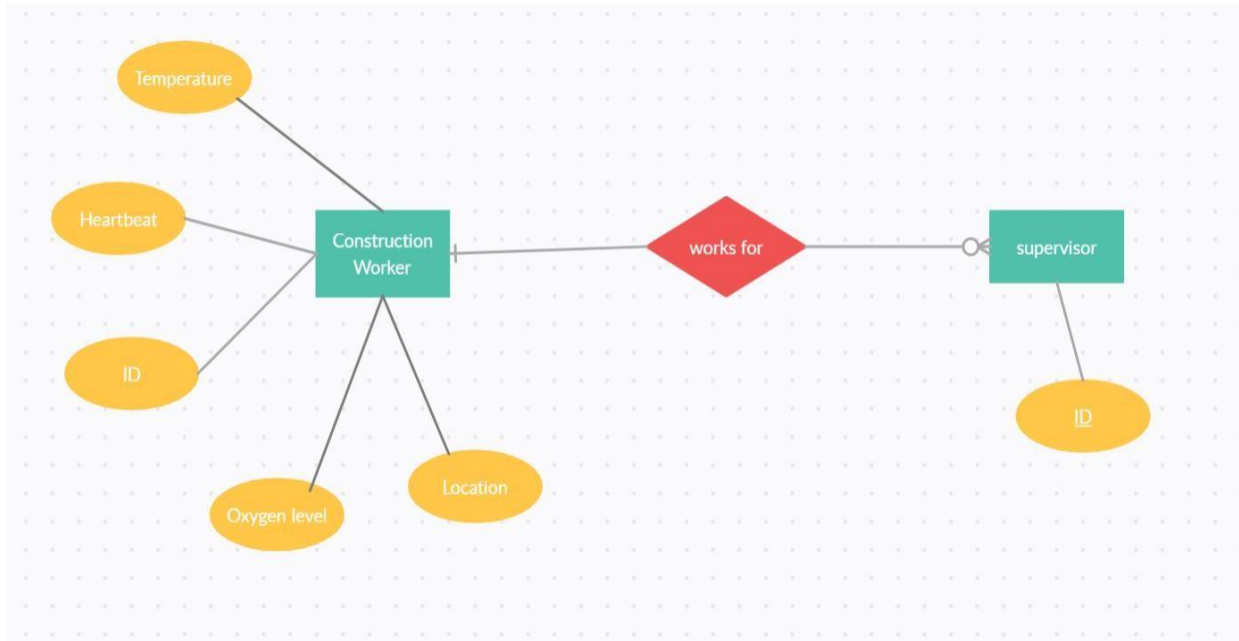 Temperature
Heartbeat
Construction
Worker
works for
supervisor
ID
ID
Oxygen level
Location